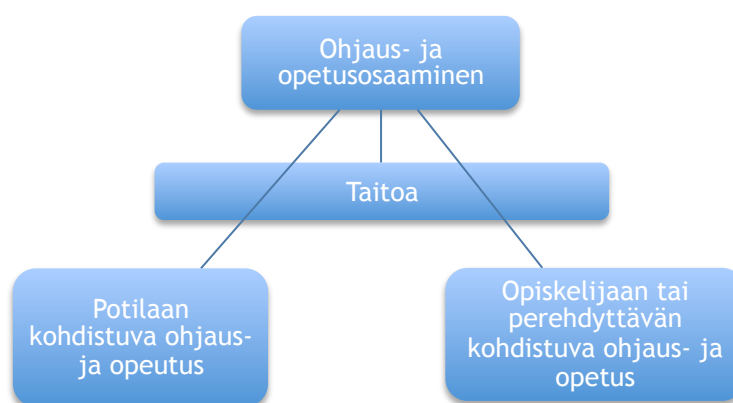 Ohjaus- ja
opetusosaaminen
Taitoa
Potilaan
kohdistuva ohjaus-
ja opeutus
Opiskelijaan tai
perehdyttävän
kohdistuva ohjaus- ja
opetus